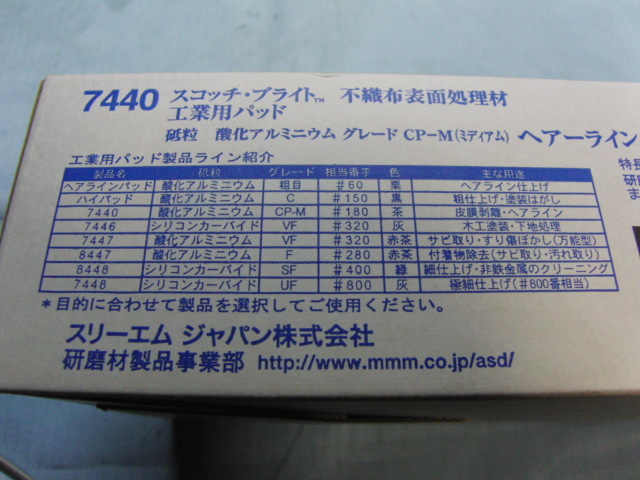 7440 スコッチ・ブライト™ 不織布表面処理材
工業用パッド
砥粒 酸化アルミニウム グレード CP-M(ミディアム) ヘアーライン
工業用パッド製品ライン紹介
製品名 砥粒 グレード 相当番手 色 主な用途
ヘアラインパッド 酸化アルミニウム 粗目 #60 栗 ヘアライン仕上げ
ハイパッド 酸化アルミニウム C #150 黒 粗仕上げ・塗装はがし
7440 酸化アルミニウム CP-M #180 茶 皮膜剥離・ヘアライン
7446 シリコンカーバイド VF #320 灰 木工塗装・下地処理
7447 酸化アルミニウム VF #320 赤茶 サビ取り・すり傷ぼかし(万能型)
8447 酸化アルミニウム F #280 赤茶 付着物除去(サビ取り・汚れ取り)
8448 シリコンカーバイド SF #400 緑 細仕上げ・非鉄金属のクリーニング
7448 シリコンカーバイド UF #800 灰 極細仕上げ(#800番相当)
*目的に合わせて製品を選択してご使用ください。
スリーエム ジャパン株式会社
研磨材製品事業部 http://www.mmm.co.jp/asd/
特長
研
ま